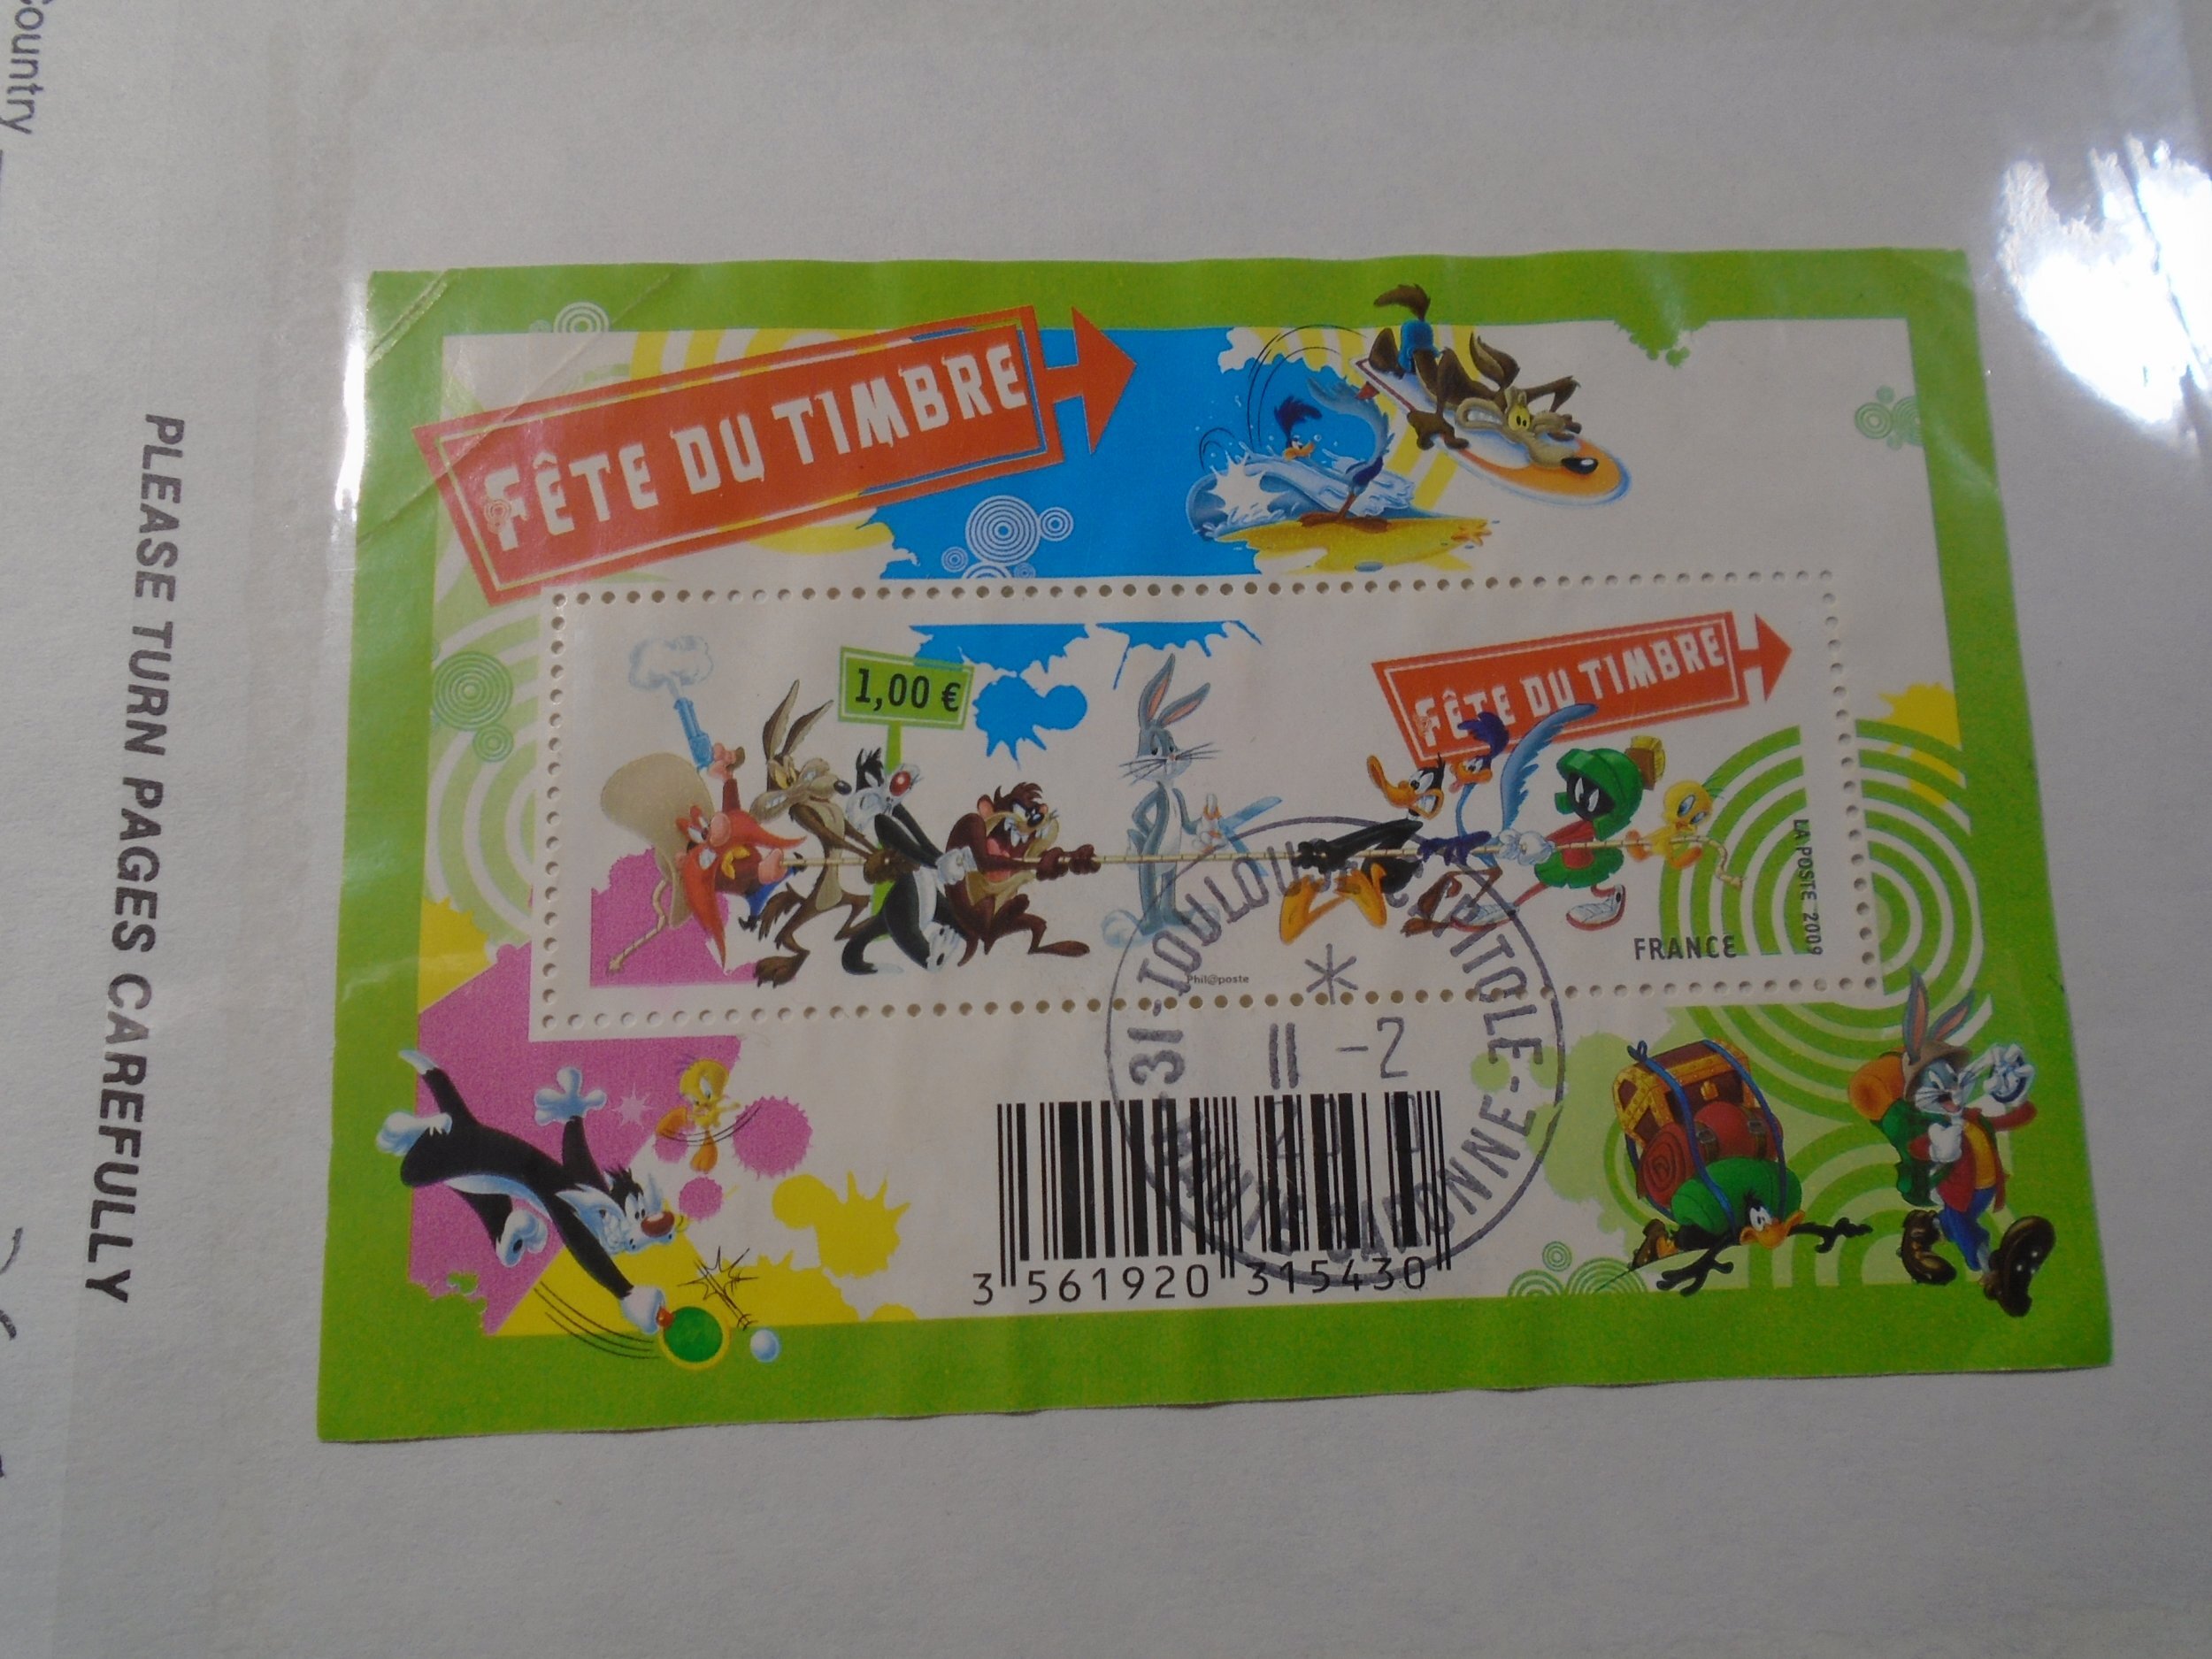 Country
PLEASE TURN PAGES CAREFULLY
FÊTE DU TIMBRE
1,00 €
FÊTE DU TIMBRE
LA POSTE 2009
FRANCE
Phil@poste
31-TOULOUSE CAPITOLE-
11 -2
HAUTE GARONNE-
3 561920 315430